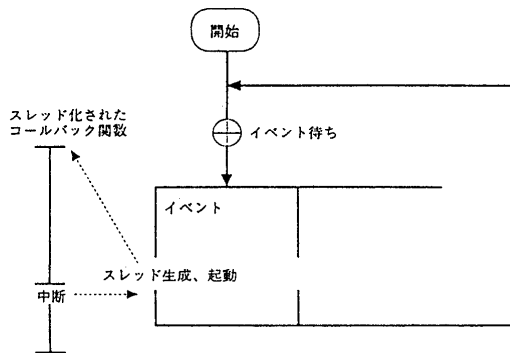 開始
スレッド化された
コールバック関数
イベント待ち
イベント
スレッド生成、起動
中断